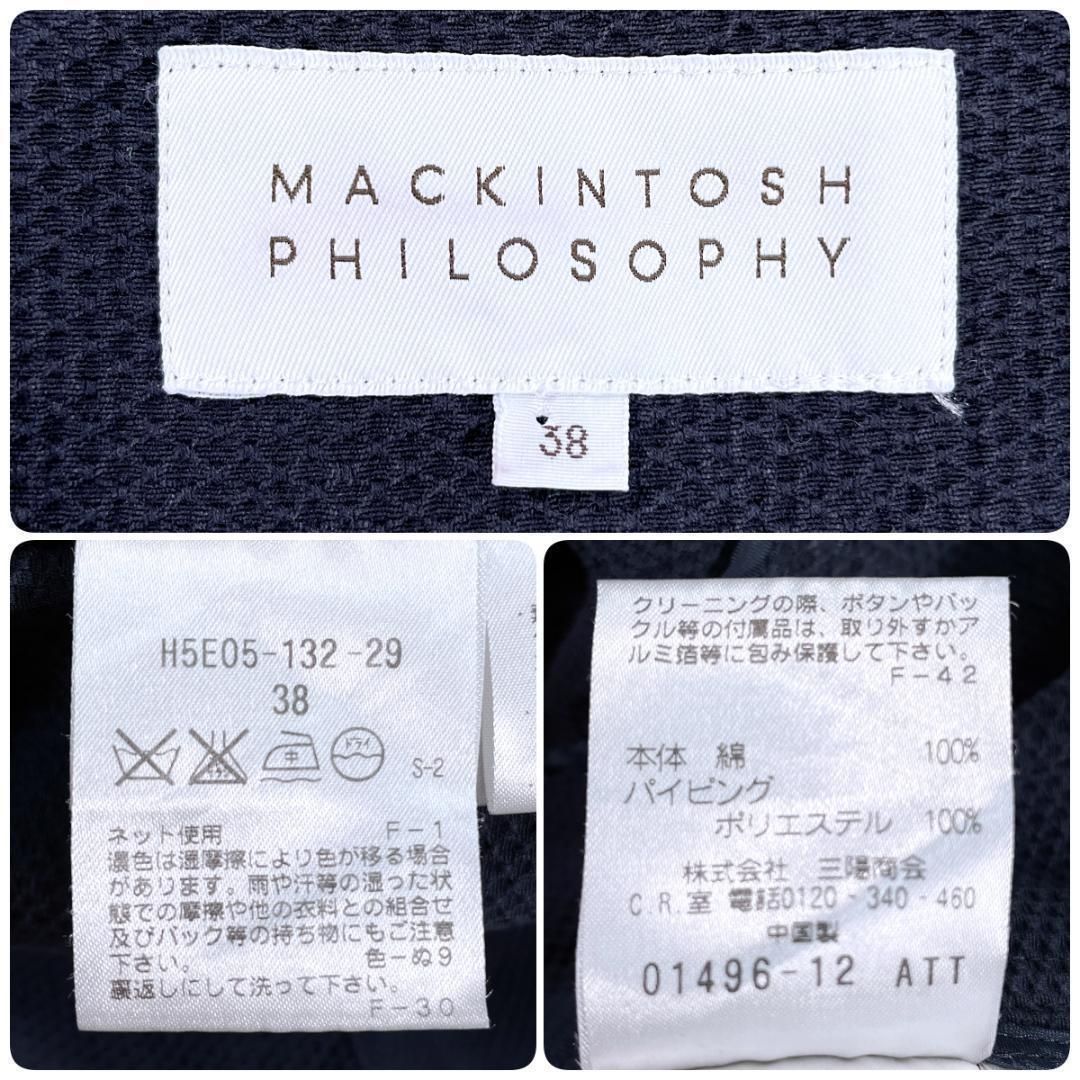 MACKINTOSH
PHILOSOPHY
38
H5E05-132-29
38
中 ドライ S-2
ネット使用 F-1
濃色は湿摩擦により色が移る場合
があります。雨や汗等の湿った状
態での摩擦や他の衣料との組合せ
及びバック等の持ち物にもご注意
下さい。 色ーぬ9
裏返しにして洗って下さい。
F-30
クリーニングの際、ボタンやバッ
クル等の付属品は、取り外すかア
ルミ箔等に包み保護して下さい。
F-42
本体 綿 100%
パイピング
ポリエステル 100%
株式会社 三陽商会
C.R.室 電話0120-340-460
中国製
01496-12 ATT